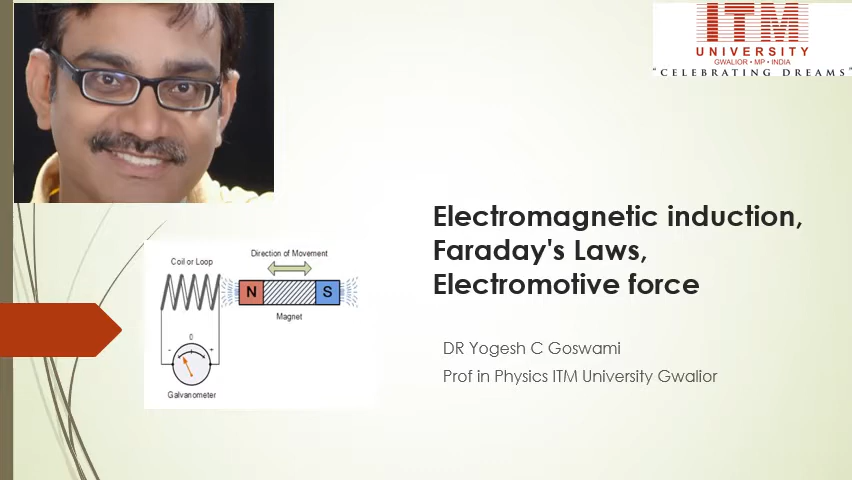 ITM
UNIVERSITY
GWALIOR • MP • INDIA
"CELEBRATING DREAMS"
Electromagnetic induction,
Faraday's Laws,
Electromotive force
DR Yogesh C Goswami
Prof in Physics ITM University Gwalior
Direction of Movement
Coil or Loop
N
S
Magnet
0
-
+
Galvanometer